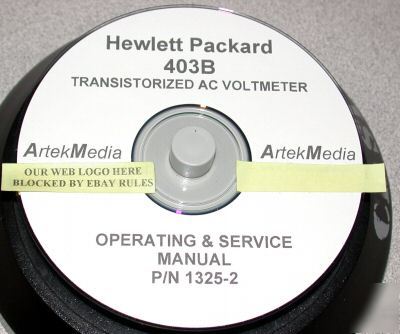 Hewlett Packard
403B
TRANSISTORIZED AC VOLTMETER
ArtekMedia ArtekMedia
OUR WEB LOGO HERE
BLOCKED BY EBAY RULES
OPERATING & SERVICE
MANUAL
P/N 1325-2